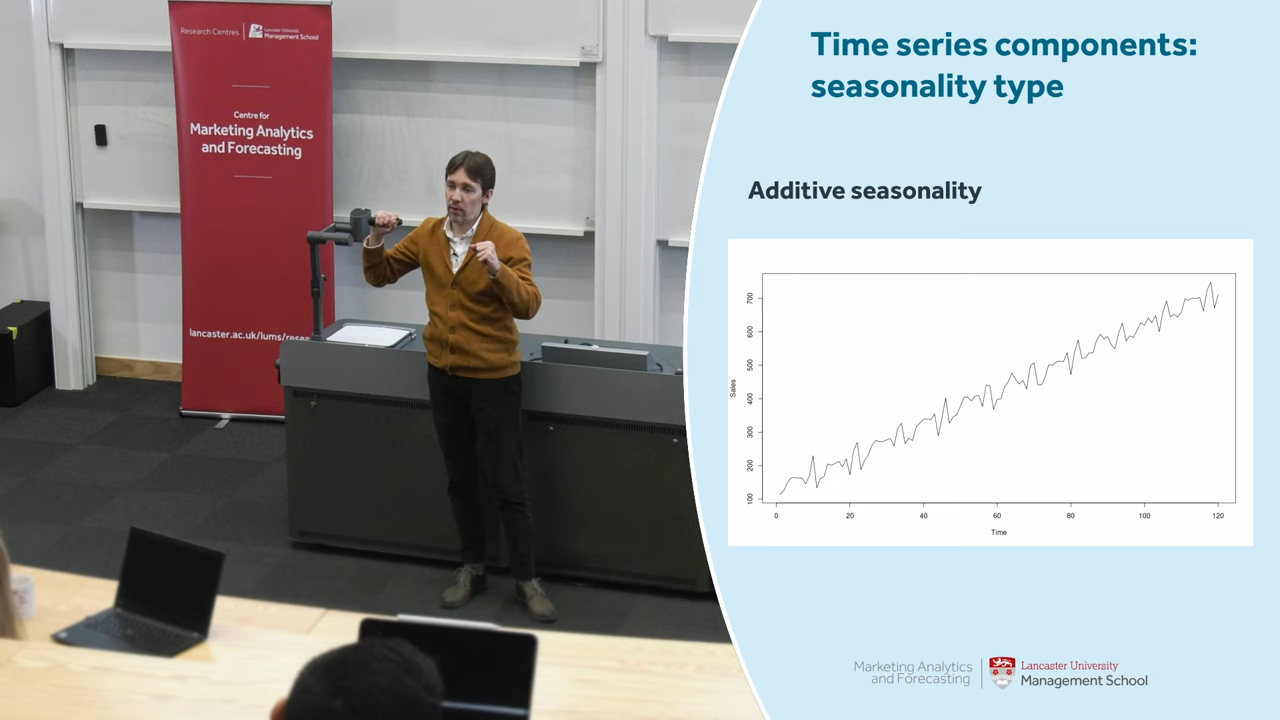 Research Centres
Lancaster University
Management School
Centre for
Marketing Analytics
and Forecasting
lancaster.ac.uk/lums/resea
Time series components:
seasonality type
Additive seasonality
700
600
500
400
300
200
100
Sales
0 20 40 60 80 100 120
Time
Marketing Analytics
and Forecasting
Lancaster University
Management School